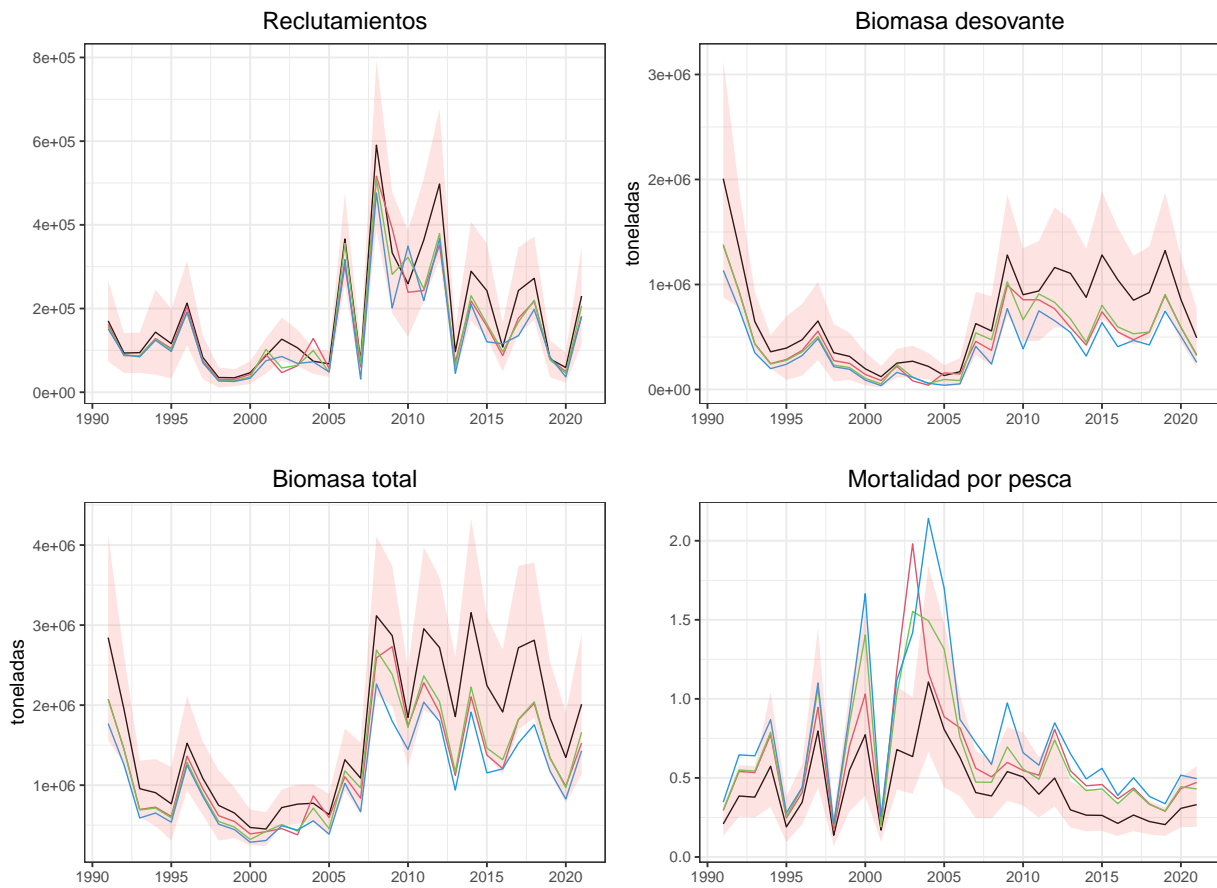 Reclutamientos
8e+05
6e+05
4e+05
2e+05
0e+00
1990 1995 2000 2005 2010 2015 2020
Biomasa desovante
toneladas
3e+06
2e+06
1e+06
0e+00
1990 1995 2000 2005 2010 2015 2020
Biomasa total
toneladas
4e+06
3e+06
2e+06
1e+06
1990 1995 2000 2005 2010 2015 2020
Mortalidad por pesca
2.0
1.5
1.0
0.5
0.0
1990 1995 2000 2005 2010 2015 2020